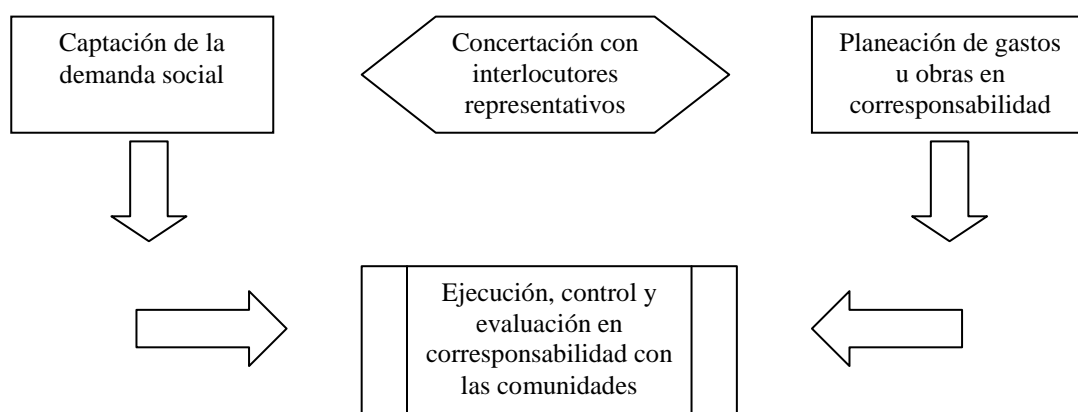 Captación de la
demanda social
Concertación con
interlocutores
representativos
Planeación de gastos
u obras en
corresponsabilidad
Ejecución, control y
evaluación en
corresponsabilidad con
las comunidades